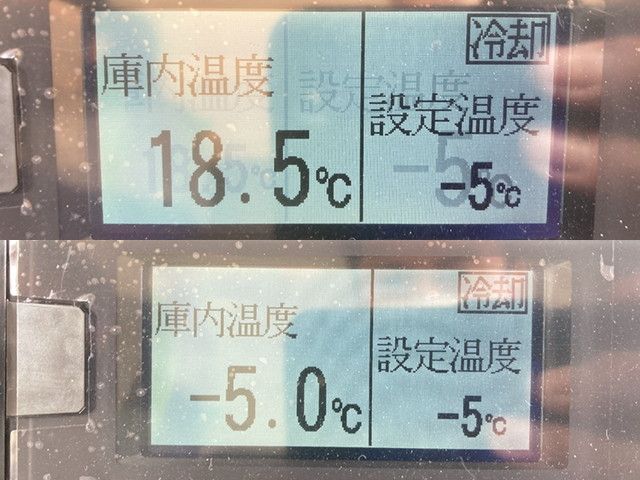 冷却
庫内温度
設定温度
18.5℃
-5℃
冷却
庫内温度
設定温度
-5.0℃
-5℃